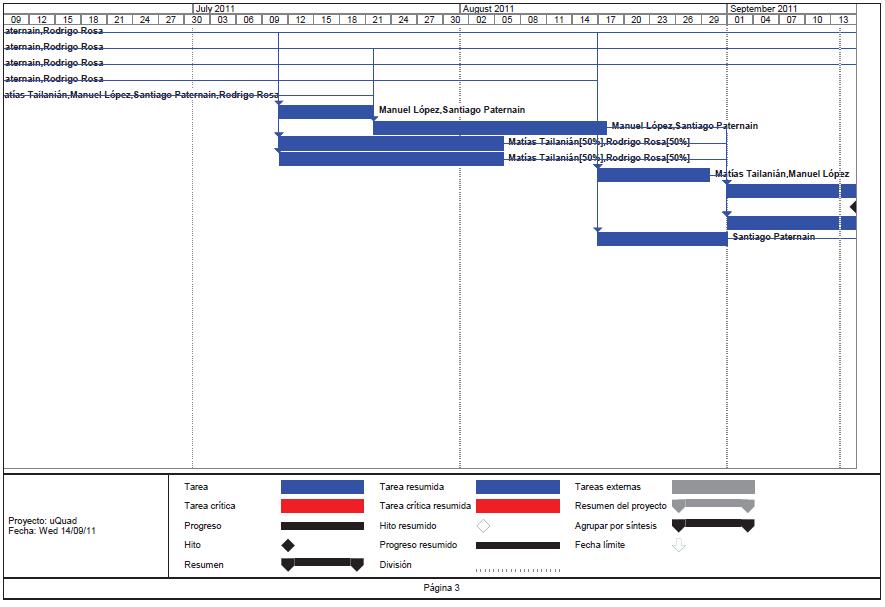 July 2011 August 2011 September 2011
09 12 15 18 21 24 27 30 03 06 09 12 15 18 21 24 27 30 02 05 08 11 14 17 20 23 26 29 01 04 07 10 13
aternain,Rodrigo Rosa
aternain,Rodrigo Rosa
aternain,Rodrigo Rosa
aternain,Rodrigo Rosa
atías Tailanián,Manuel López,Santiago Paternain,Rodrigo Rosa
Manuel López,Santiago Paternain
Manuel López,Santiago Paternain
Matías Tailanián[50%],Rodrigo Rosa[50%]
Matías Tailanián[50%],Rodrigo Rosa[50%]
Matías Tailanián,Manuel López
Santiago Paternain
Proyecto: uQuad
Fecha: Wed 14/09/11
Tarea
Tarea crítica
Progreso
Hito
Resumen
Tarea resumida
Tarea crítica resumida
Hito resumido
Progreso resumido
División
Tareas externas
Resumen del proyecto
Agrupar por síntesis
Fecha límite
Página 3